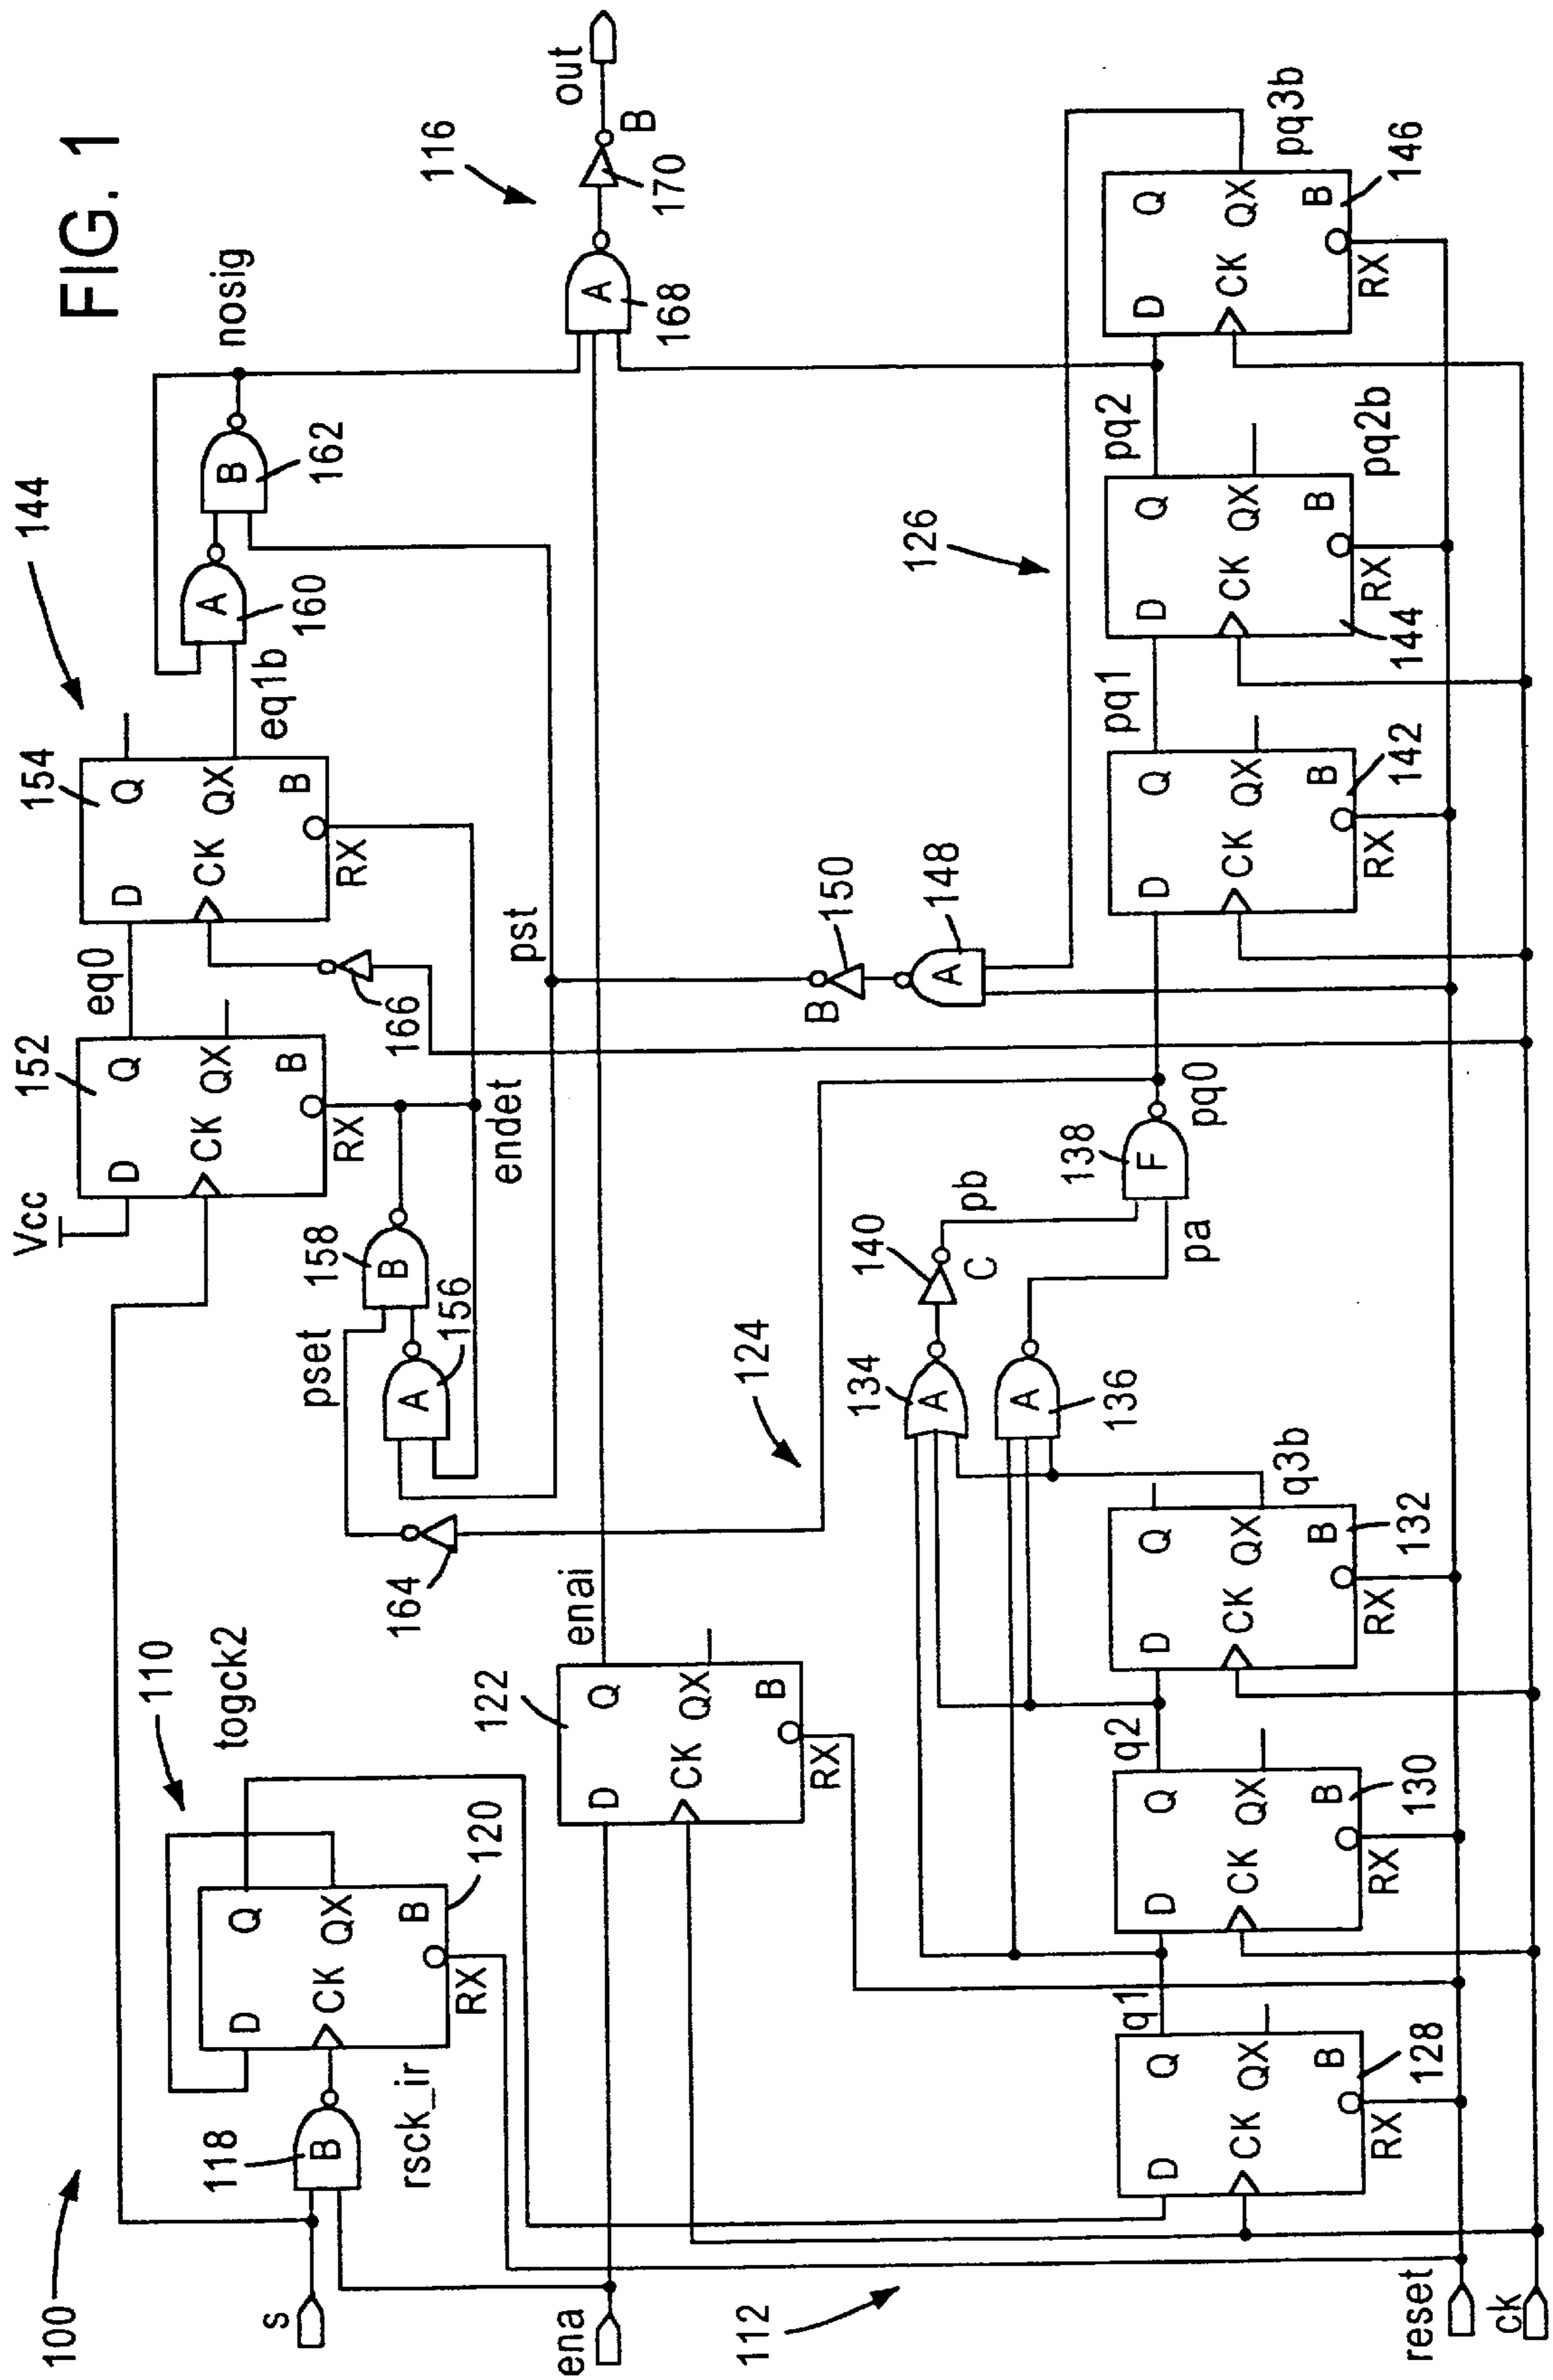 FIG. 1
100
s
ena
reset
ck
112
118
B
rsck_ir
110
togck2
D
Q
CK
QX
B
RX
120
122
D
Q
CK
QX
B
RX
enai
Vcc
152
D
Q
CK
QX
B
RX
eq0
154
D
Q
CK
QX
B
RX
eq1b
144
A
160
B
162
nosig
166
164
pset
A
156
B
158
endet
pst
116
A
168
170
B
out
124
D
Q
CK
QX
B
RX
128
q1
D
Q
CK
QX
B
RX
130
q2
D
Q
CK
QX
B
RX
132
q3b
134
A
A
136
140
C
pb
pa
138
F
pq0
B
150
A
148
126
D
Q
CK
QX
B
RX
142
pq1
D
Q
CK
QX
B
RX
144
pq2
pq2b
D
Q
CK
QX
B
RX
146
pq3b